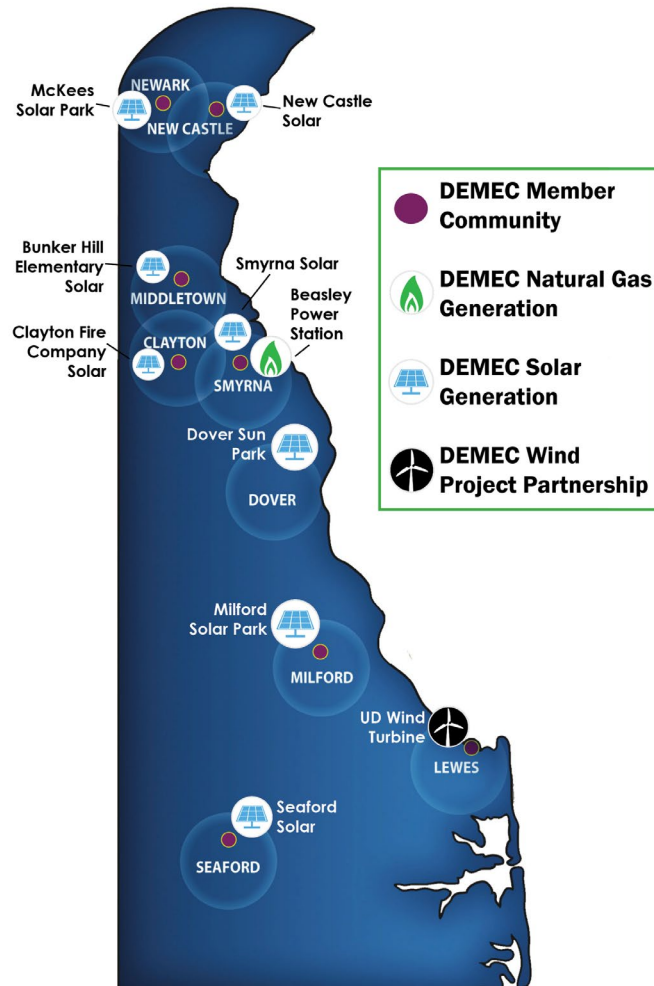 McKees
Solar Park
NEWARK
NEW CASTLE
New Castle
Solar
DEMEC Member
Community
DEMEC Natural Gas
Generation
DEMEC Solar
Generation
DEMEC Wind
Project Partnership
Bunker Hill
Elementary
Solar
MIDDLETOWN
Smyrna Solar
Beasley
Power
Station
Clayton Fire
Company
Solar
CLAYTON
SMYRNA
Dover Sun
Park
DOVER
Milford
Solar Park
MILFORD
UD Wind
Turbine
LEWES
Seaford
Solar
SEAFORD